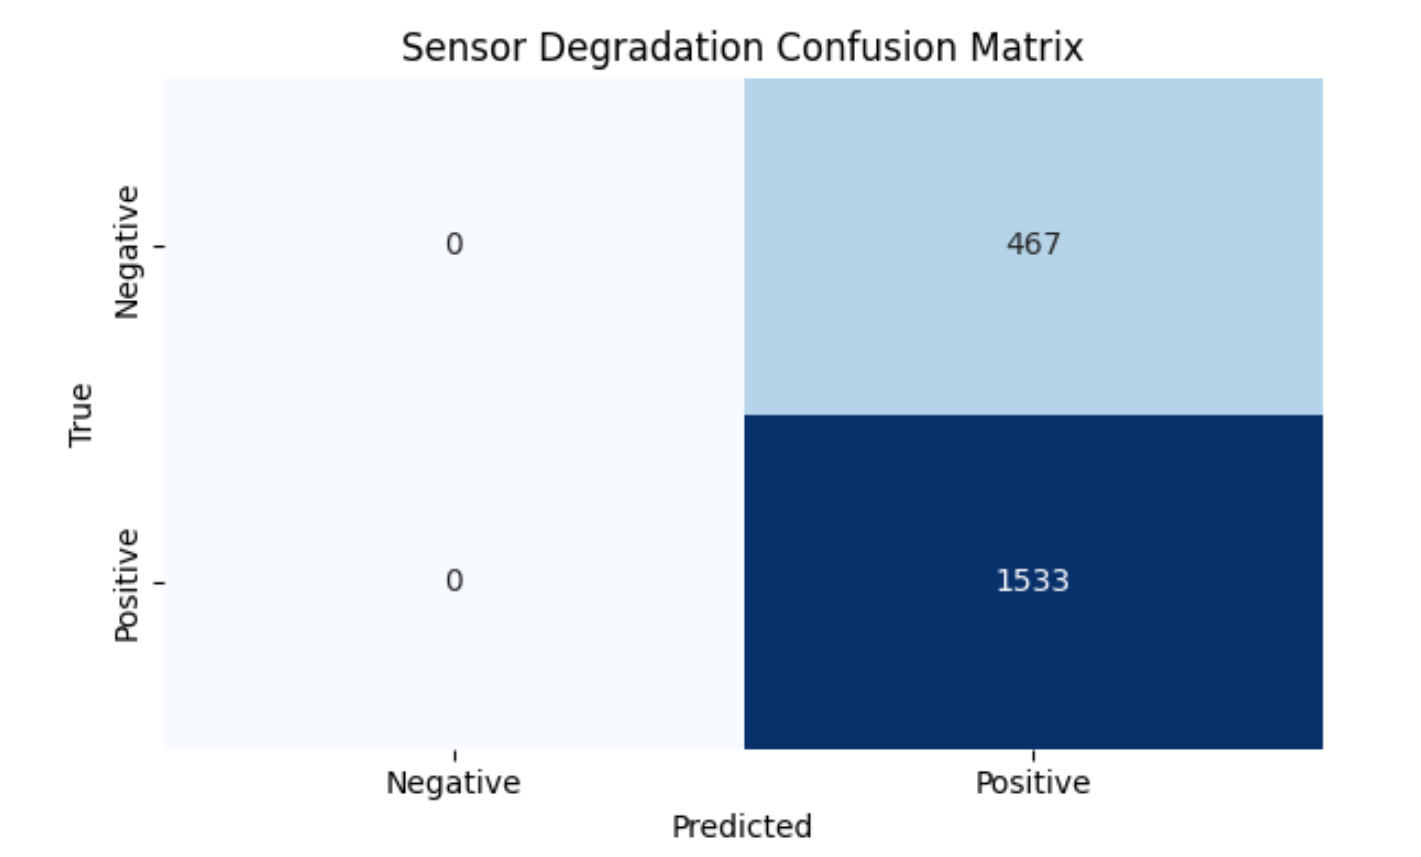 Sensor Degradation Confusion Matrix
True
Negative
0
467
Positive
0
1533
Negative
Positive
Predicted